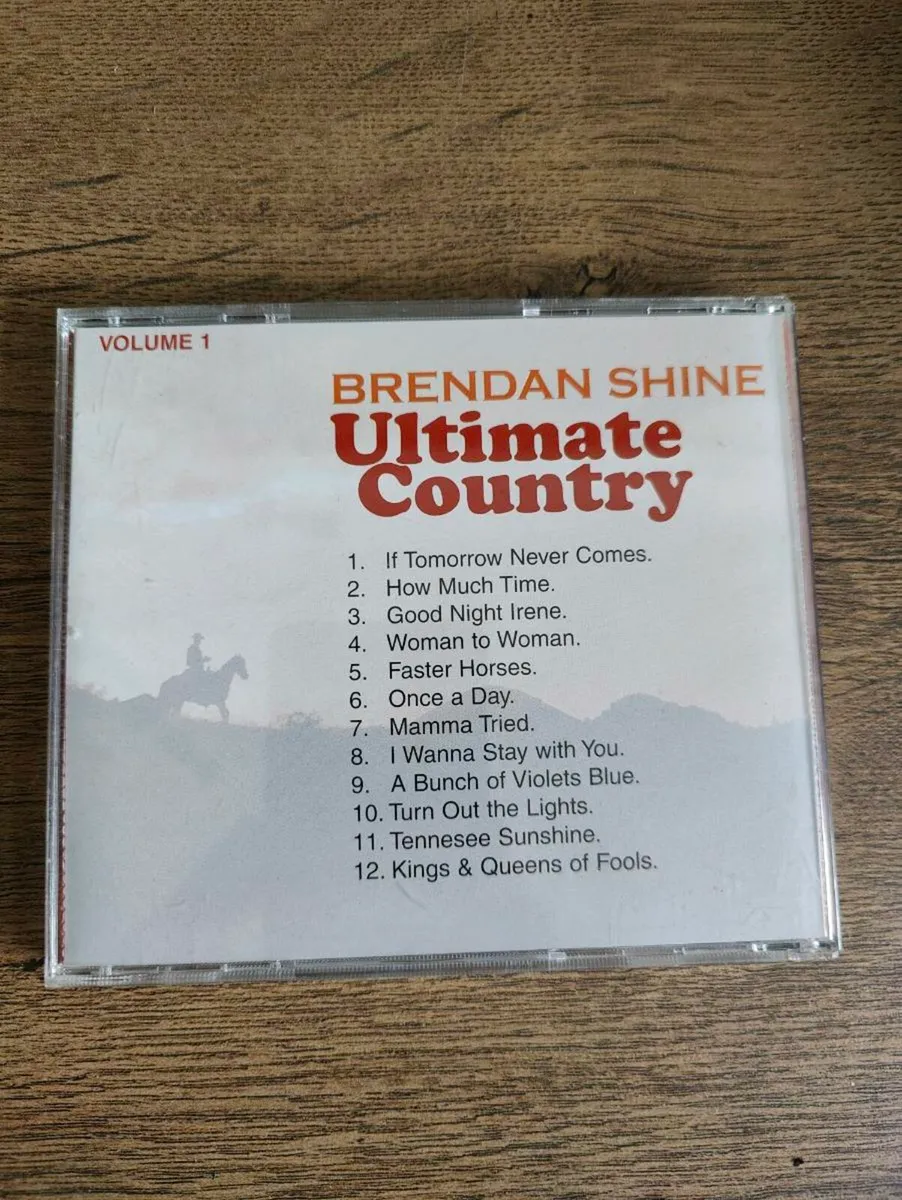 VOLUME 1
BRENDAN SHINE
Ultimate
Country
1. If Tomorrow Never Comes.
2. How Much Time.
3. Good Night Irene.
4. Woman to Woman.
5. Faster Horses.
6. Once a Day.
7. Mamma Tried.
8. I Wanna Stay with You.
9. A Bunch of Violets Blue.
10. Turn Out the Lights.
11. Tennesee Sunshine.
12. Kings & Queens of Fools.